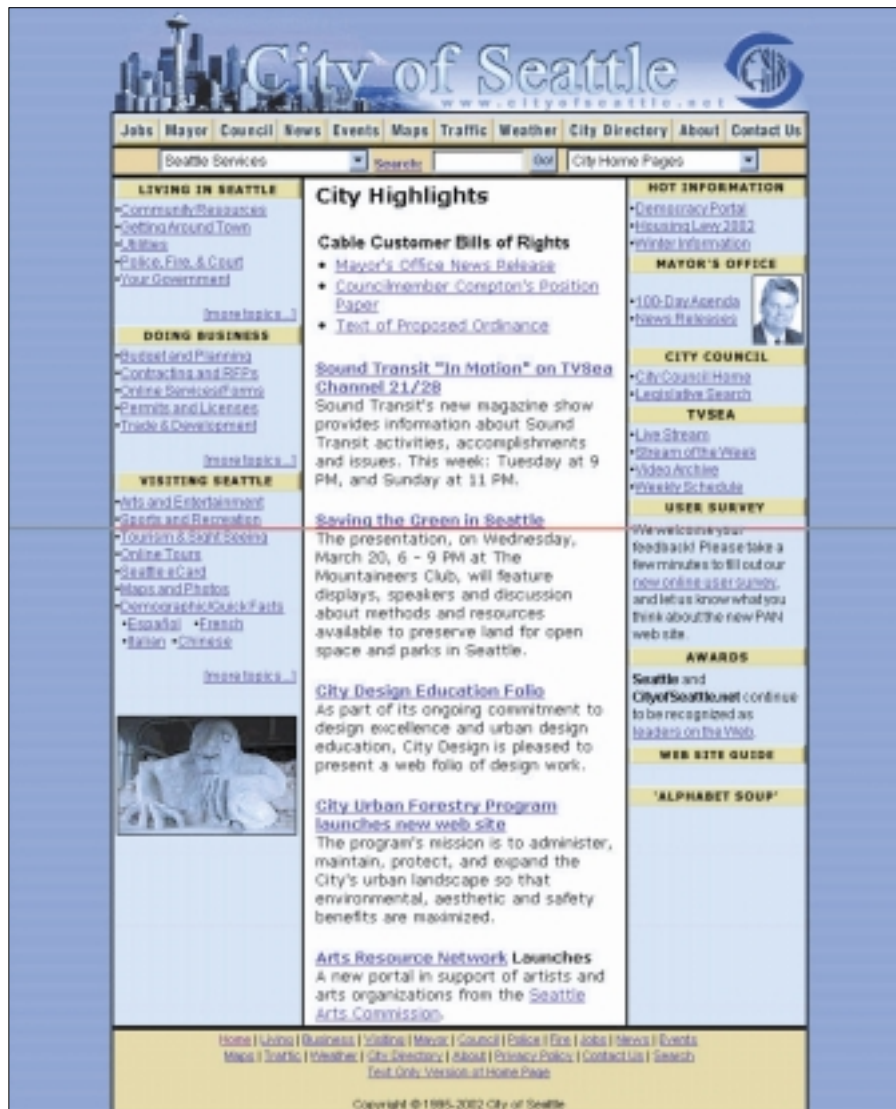 City of Seattle
www.cityofseattle.net
Jobs Mayor Council News Events Maps Traffic Weather City Directory About Contact Us
Seattle Services Search: Go! City Home Pages
LIVING IN SEATTLE
•Community Resources
•Getting Around Town
•Utilities
•Police, Fire, & Court
•Your Government
[more topics...]
DOING BUSINESS
•Budget and Planning
•Contracting and RFPs
•Online Services/Forms
•Permits and Licenses
•Trade & Development
[more topics...]
VISITING SEATTLE
•Arts and Entertainment
•Sports and Recreation
•Tourism & Sight Seeing
•Online Tours
•Seattle eCard
•Maps and Photos
•Demographic/Quick Facts
•Español •French
•Italian •Chinese
[more topics...]
City Highlights
Cable Customer Bills of Rights
• Mayor's Office News Release
• Councilmember Compton's Position
Paper
• Text of Proposed Ordinance
Sound Transit "In Motion" on TVSea
Channel 21/28
Sound Transit's new magazine show
provides information about Sound
Transit activities, accomplishments
and issues. This week: Tuesday at 9
PM, and Sunday at 11 PM.
Saving the Green in Seattle
The presentation, on Wednesday,
March 20, 6 - 9 PM at The
Mountaineers Club, will feature
displays, speakers and discussion
about methods and resources
available to preserve land for open
space and parks in Seattle.
City Design Education Folio
As part of its ongoing commitment to
design excellence and urban design
education, City Design is pleased to
present a web folio of design work.
City Urban Forestry Program
launches new web site
The program's mission is to administer,
maintain, protect, and expand the
City's urban landscape so that
environmental, aesthetic and safety
benefits are maximized.
Arts Resource Network Launches
A new portal in support of artists and
arts organizations from the Seattle
Arts Commission.
HOT INFORMATION
•Democracy Portal
•Housing Levy 2002
•Winter Information
MAYOR'S OFFICE
•100-Day Agenda
•News Releases
CITY COUNCIL
•City Council Home
•Legislative Search
TVSEA
•Live Stream
•Stream of the Week
•Video Archive
•Weekly Schedule
USER SURVEY
We welcome your
feedback! Please take a
few minutes to fill out our
new online user survey,
and let us know what you
think about the new PAN
web site.
AWARDS
Seattle and
CityofSeattle.net continue
to be recognized as
leaders on the Web.
WEB SITE GUIDE
'ALPHABET SOUP'
Home | Living | Business | Visiting | Mayor | Council | Police | Fire | Jobs | News | Events
Maps | Traffic | Weather | City Directory | About | Privacy Policy | Contact Us | Search
Text Only Version of Home Page
Copyright © 1995-2002 City of Seattle